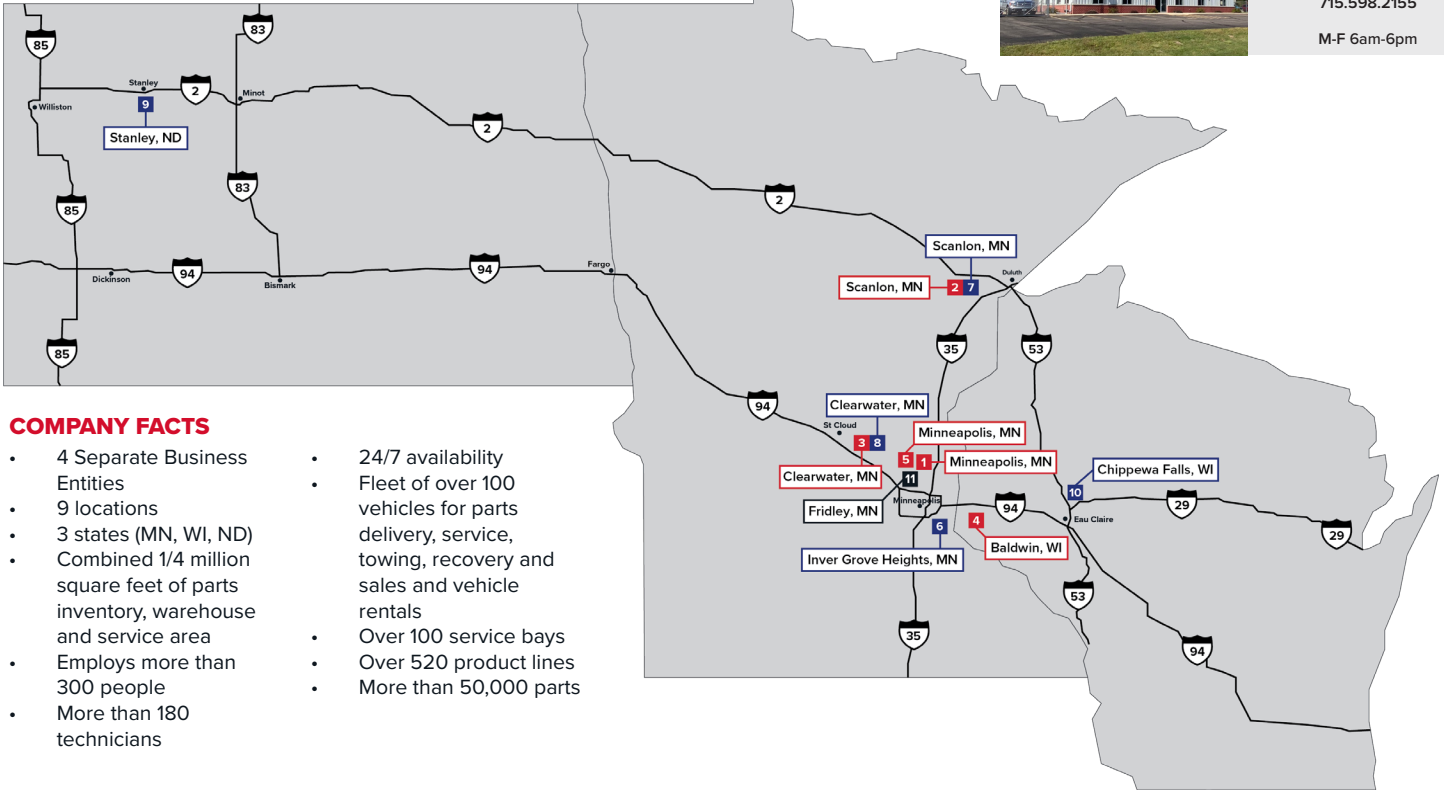 715.598.2155
M-F 6am-6pm
83
85
Stanley
2
Minot
9
Williston
Stanley, ND
2
83
2
85
Scanlon, MN
94
94
Fargo
Dickinson
Bismark
Duluth
Scanlon, MN
2
7
35
53
85
94
Clearwater, MN
St Cloud
Minneapolis, MN
3
8
5
1
Minneapolis, MN
Clearwater, MN
11
Chippewa Falls, WI
10
Fridley, MN
Minneapolis
94
29
4
Eau Claire
6
29
Baldwin, WI
Inver Grove Heights, MN
53
35
94
COMPANY FACTS
• 4 Separate Business
Entities
• 9 locations
• 3 states (MN, WI, ND)
• Combined 1/4 million
square feet of parts
inventory, warehouse
and service area
• Employs more than
300 people
• More than 180
technicians
• 24/7 availability
• Fleet of over 100
vehicles for parts
delivery, service,
towing, recovery and
sales and vehicle
rentals
• Over 100 service bays
• Over 520 product lines
• More than 50,000 parts